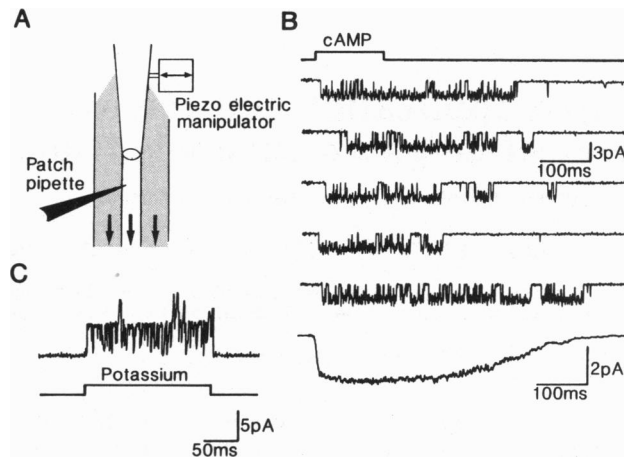 A
Piezo electric
manipulator
Patch
pipette
B
cAMP
3pA
100ms
2pA
100ms
C
Potassium
5pA
50ms